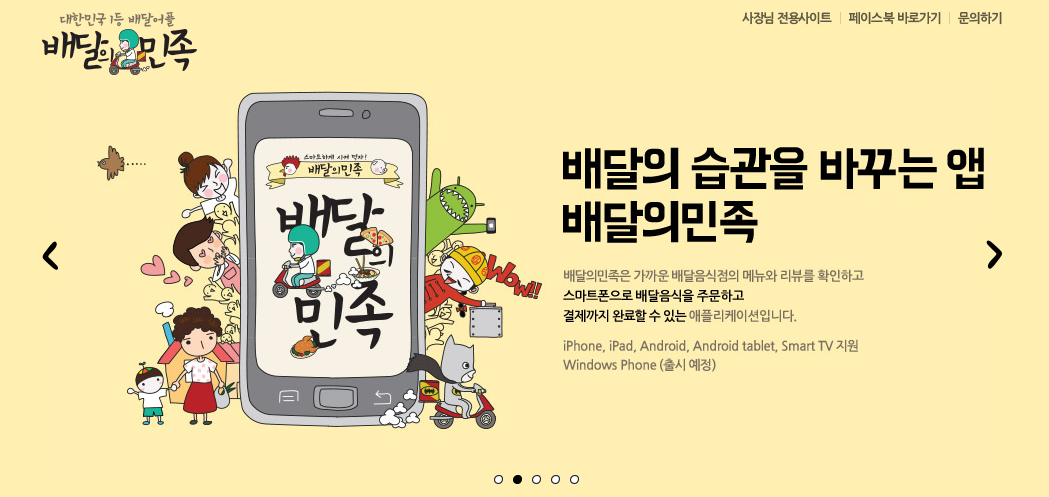 대한민국 1등 배달어플
배달의민족
사장님 전용사이트
페이스북 바로가기
문의하기
스마트하게 시켜 먹자!
배달의민족
배달의
민족
Wow!!
배달의 습관을 바꾸는 앱
배달의민족
배달의민족은 가까운 배달음식점의 메뉴와 리뷰를 확인하고
스마트폰으로 배달음식을 주문하고
결제까지 완료할 수 있는 애플리케이션입니다.
iPhone, iPad, Android, Android tablet, Smart TV 지원
Windows Phone (출시 예정)